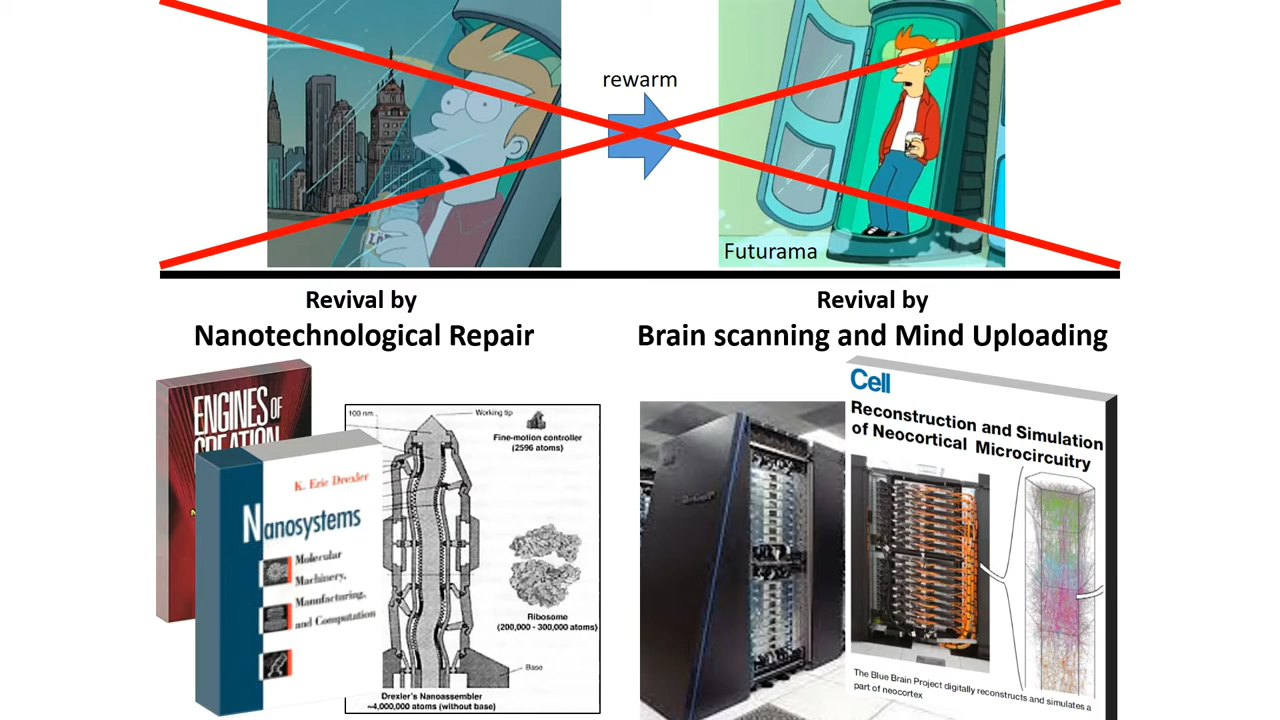 rewarm
Futurama
Revival by
Nanotechnological Repair
Revival by
Brain scanning and Mind Uploading
ENGINES OF
CREATION
K. Eric Drexler
Nanosystems
Molecular
Machinery,
Manufacturing,
and Computation
100 nm
Working tip
Fine-motion controller
(2596 atoms)
Ribosome
(200,000 - 300,000 atoms)
Base
Drexler's Nanoassembler
~4,000,000 atoms (without base)
Cell
Reconstruction and Simulation
of Neocortical Microcircuitry
The Blue Brain Project digitally reconstructs and simulates a
part of neocortex